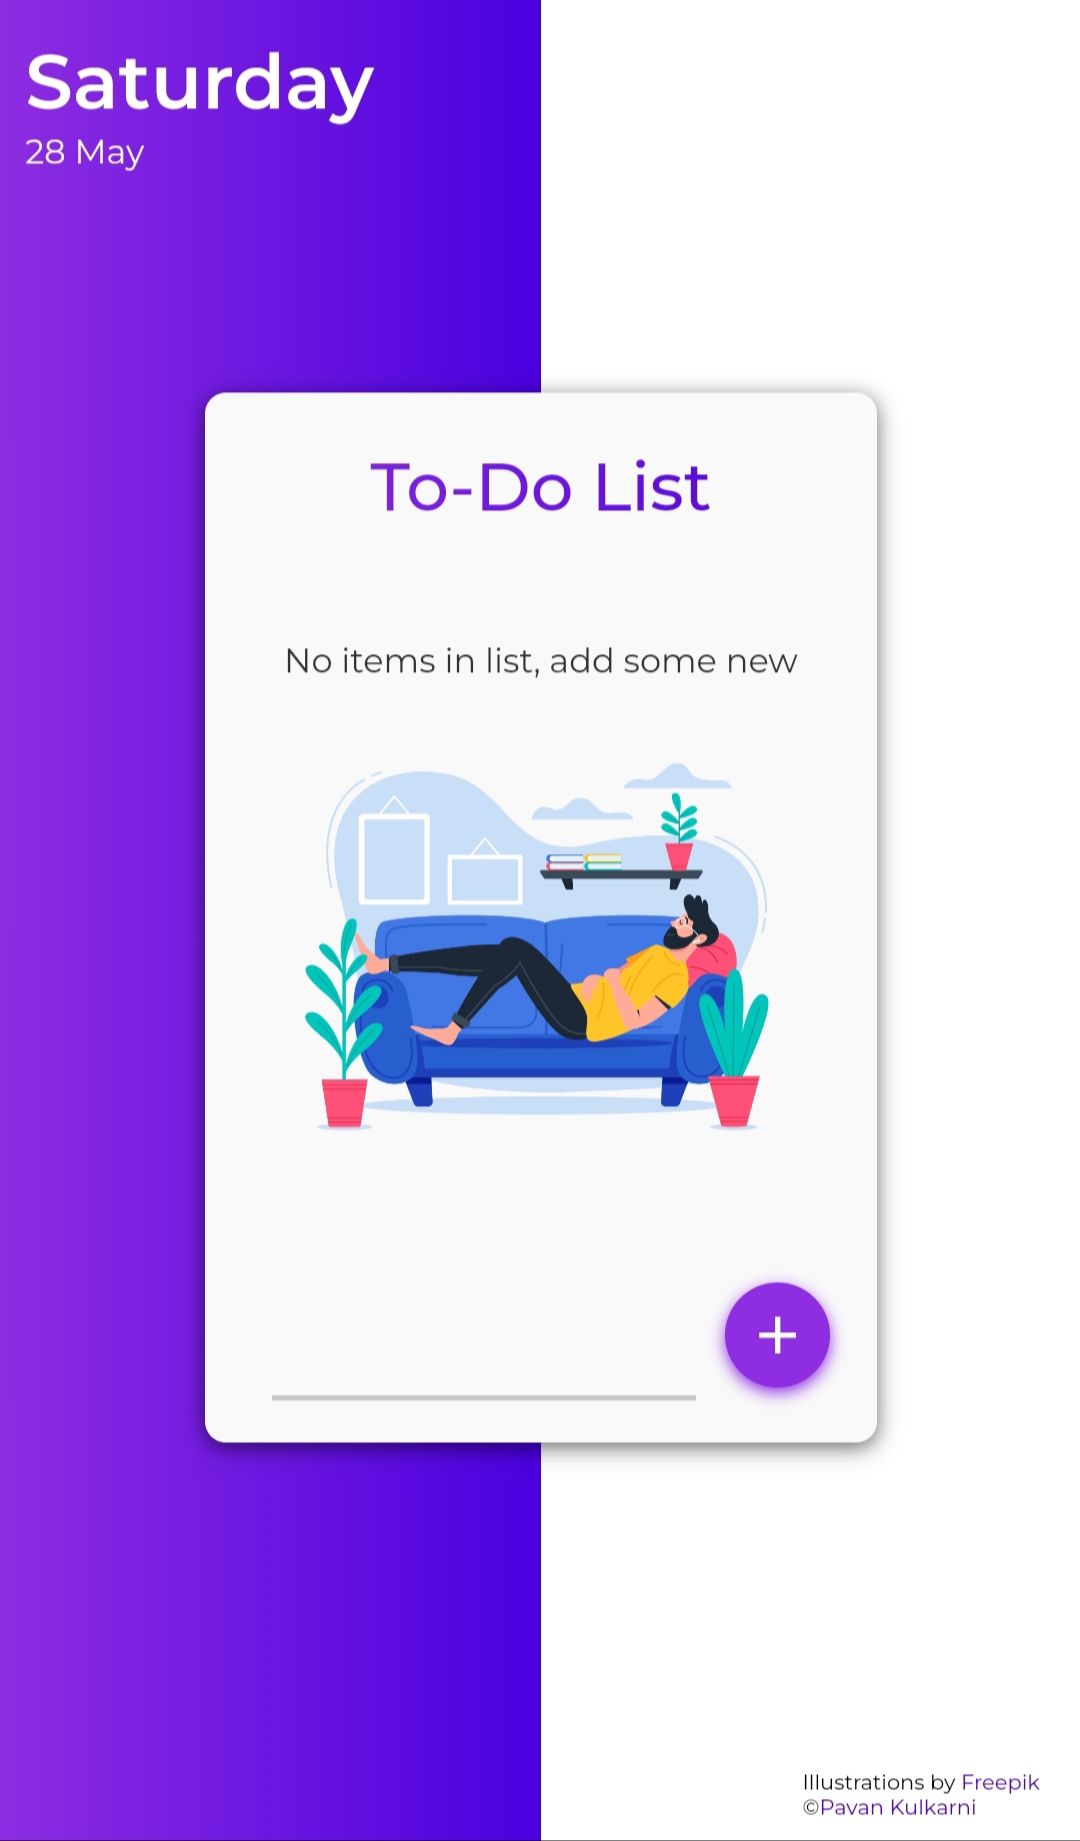 Saturday
28 May
To-Do List
No items in list, add some new
Illustrations by Freepik
©Pavan Kulkarni